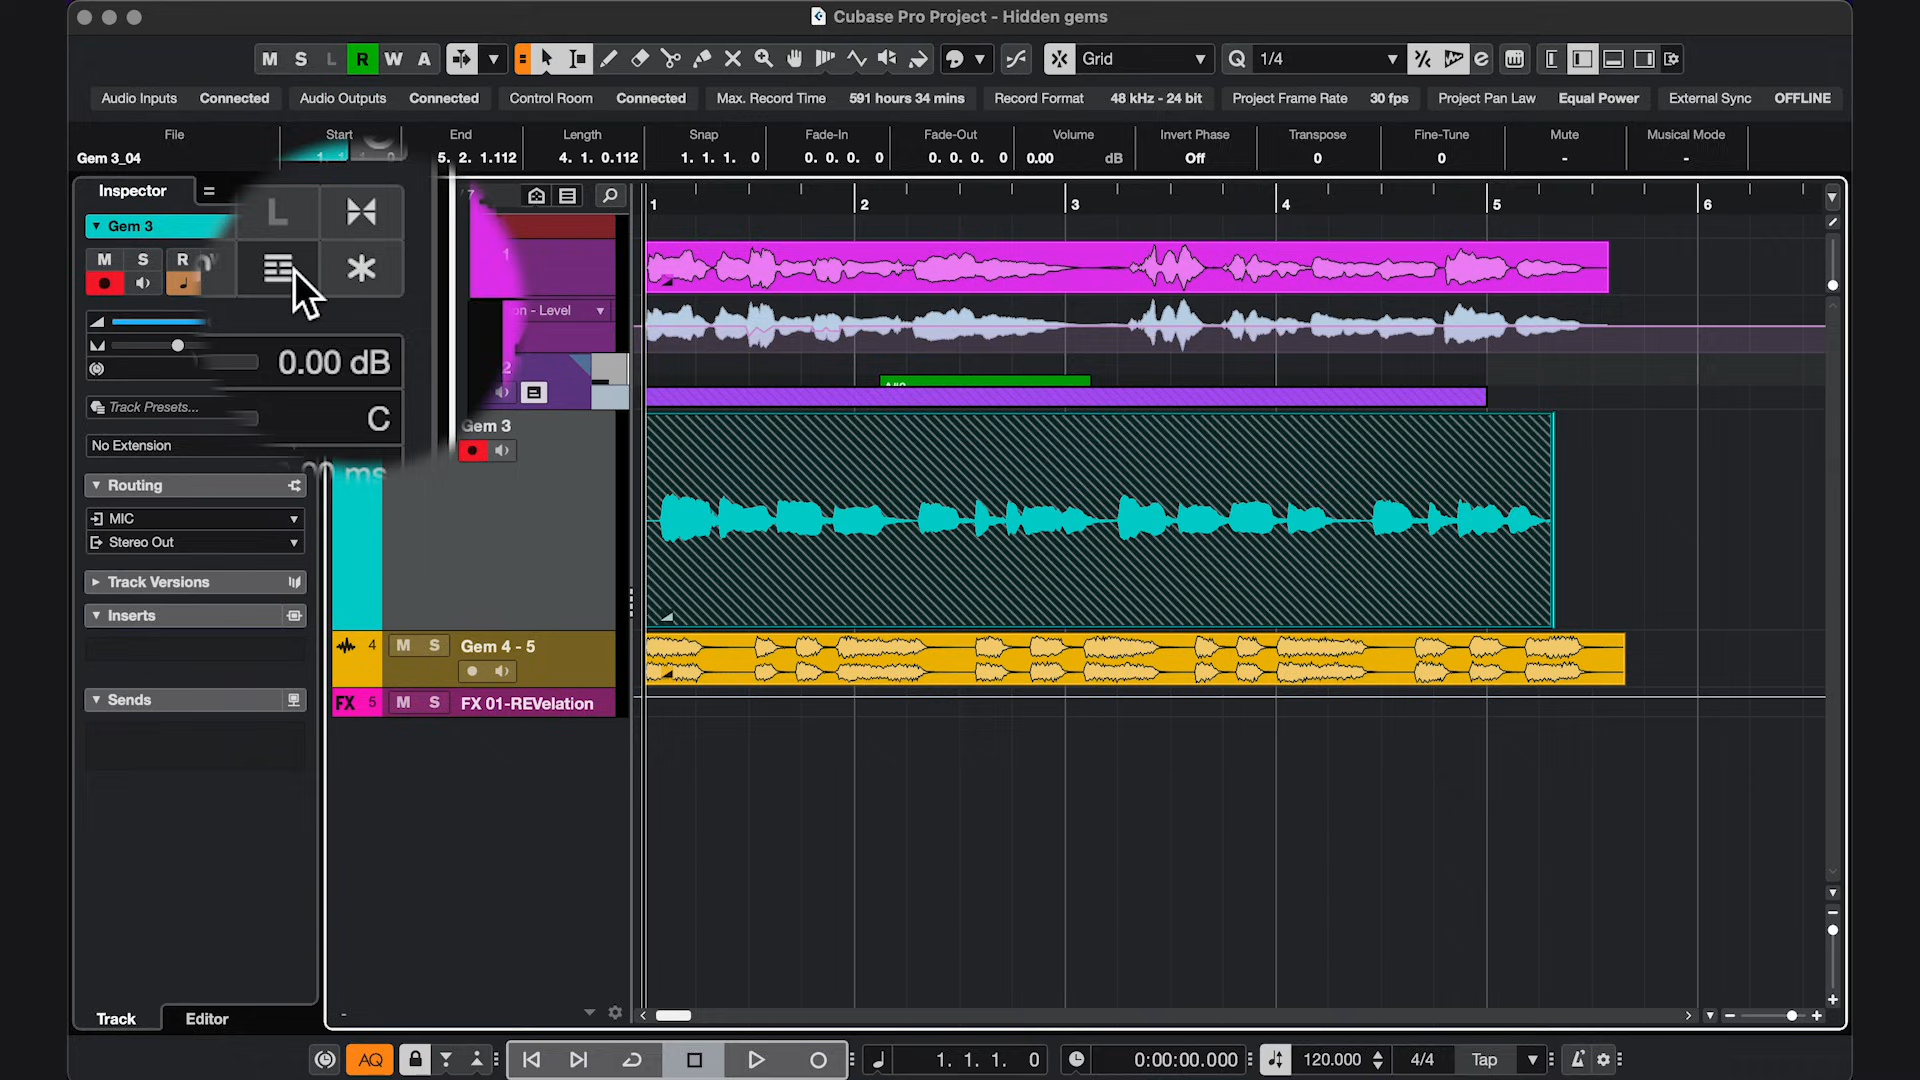 Cubase Pro Project - Hidden gems
M S L R W A Grid Q 1/4 e
Audio Inputs Connected Audio Outputs Connected Control Room Connected Max. Record Time 591 hours 34 mins Record Format 48 kHz - 24 bit Project Frame Rate 30 fps Project Pan Law Equal Power External Sync OFFLINE
File Start End Length Snap Fade-In Fade-Out Volume Invert Phase Transpose Fine-Tune Mute Musical Mode
Gem 3_04 5. 2. 1.112 4. 1. 0.112 1. 1. 1. 0 0. 0. 0. 0 0. 0. 0. 0 0.00 dB Off 0 0 - -
Inspector
1 2 3 4 5 6
Gem 3
L
M S R
1
on - Level
0.00 dB
2
Track Presets...
C
Gem 3
No Extension
ms
Routing
MIC
Stereo Out
Track Versions
Inserts
4 M S Gem 4 - 5
Sends
FX 5 M S FX 01-REVelation
Track Editor
AQ 1. 1. 1. 0 0:00:00.000 120.000 4/4 Tap